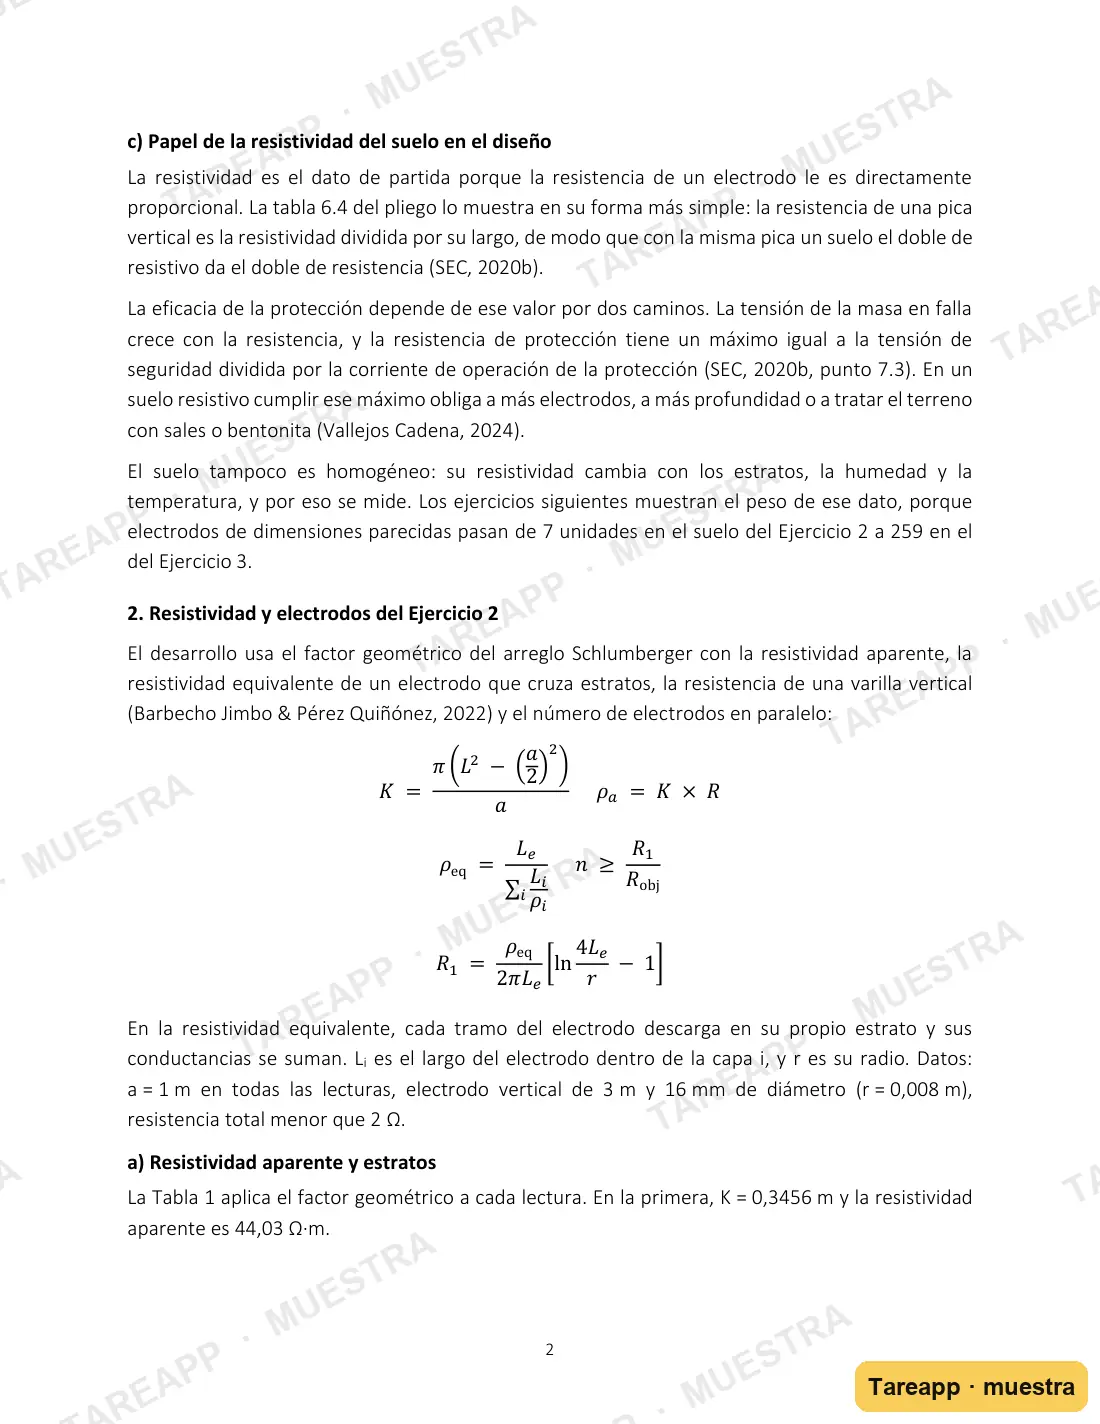 c) Papel de la resistividad del suelo en el diseño
La resistividad es el dato de partida porque la resistencia de un electrodo le es directamente
proporcional. La tabla 6.4 del pliego lo muestra en su forma más simple: la resistencia de una pica
vertical es la resistividad dividida por su largo, de modo que con la misma pica un suelo el doble de
resistivo da el doble de resistencia (SEC, 2020b).
La eficacia de la protección depende de ese valor por dos caminos. La tensión de la masa en falla
crece con la resistencia, y la resistencia de protección tiene un máximo igual a la tensión de
seguridad dividida por la corriente de operación de la protección (SEC, 2020b, punto 7.3). En un
suelo resistivo cumplir ese máximo obliga a más electrodos, a más profundidad o a tratar el terreno
con sales o bentonita (Vallejos Cadena, 2024).
El suelo tampoco es homogéneo: su resistividad cambia con los estratos, la humedad y la
temperatura, y por eso se mide. Los ejercicios siguientes muestran el peso de ese dato, porque
electrodos de dimensiones parecidas pasan de 7 unidades en el suelo del Ejercicio 2 a 259 en el
del Ejercicio 3.
2. Resistividad y electrodos del Ejercicio 2
El desarrollo usa el factor geométrico del arreglo Schlumberger con la resistividad aparente, la
resistividad equivalente de un electrodo que cruza estratos, la resistencia de una varilla vertical
(Barbecho Jimbo & Pérez Quiñónez, 2022) y el número de electrodos en paralelo:
K = π(L² − (a/2)²) / a    ρₐ = K × R
ρeq = Lₑ / ∑ᵢ Lᵢ/ρᵢ    n ≥ R₁ / Robj
R₁ = ρeq / 2πLₑ [ln 4Lₑ/r − 1]
En la resistividad equivalente, cada tramo del electrodo descarga en su propio estrato y sus
conductancias se suman. Lᵢ es el largo del electrodo dentro de la capa i, y r es su radio. Datos:
a = 1 m en todas las lecturas, electrodo vertical de 3 m y 16 mm de diámetro (r = 0,008 m),
resistencia total menor que 2 Ω.
a) Resistividad aparente y estratos
La Tabla 1 aplica el factor geométrico a cada lectura. En la primera, K = 0,3456 m y la resistividad
aparente es 44,03 Ω·m.
2
Tareapp · muestra
TAREAPP · MUESTRA